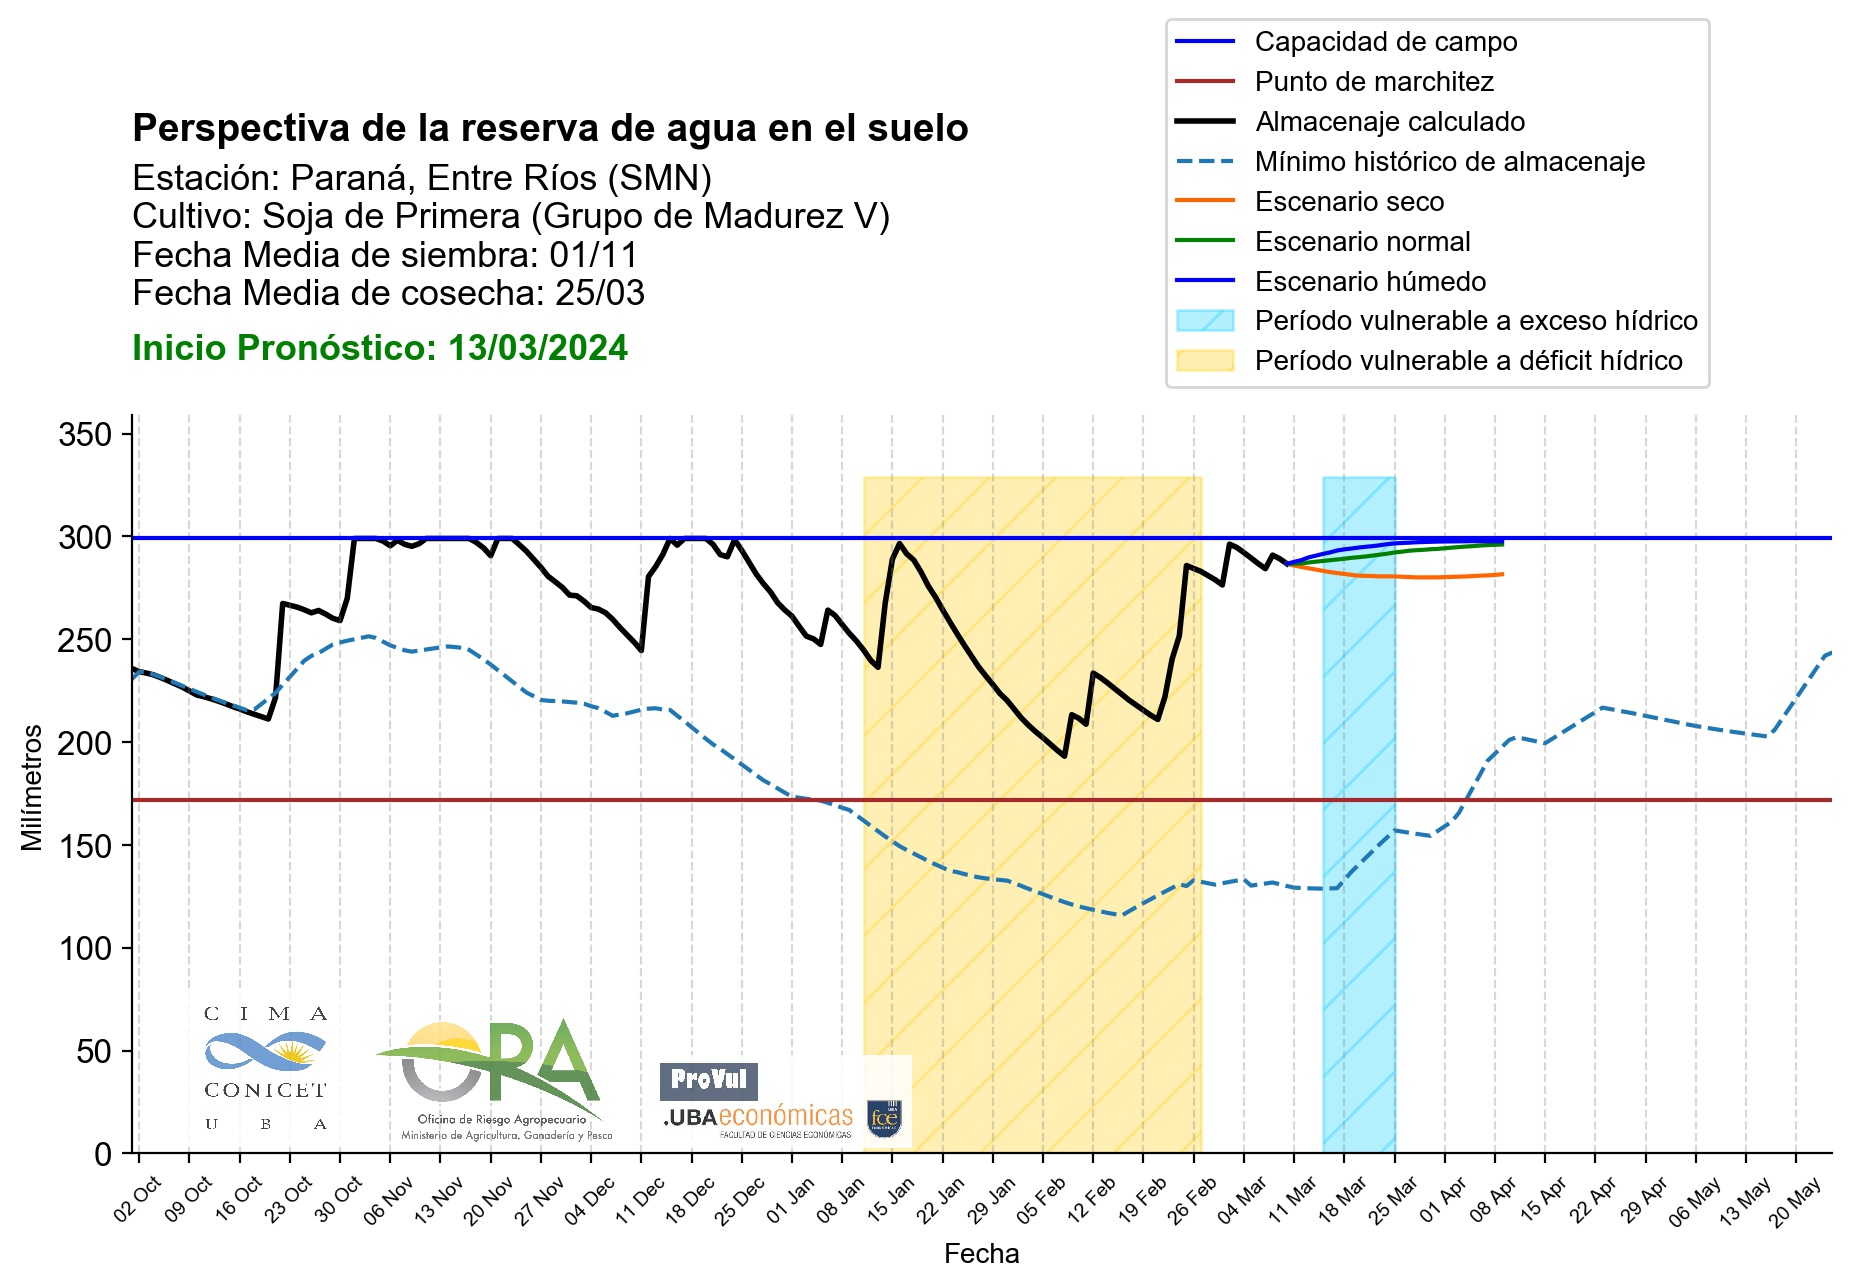 Capacidad de campo
Punto de marchitez
Almacenaje calculado
Mínimo histórico de almacenaje
Escenario seco
Escenario normal
Escenario húmedo
Período vulnerable a exceso hídrico
Período vulnerable a déficit hídrico
Perspectiva de la reserva de agua en el suelo
Estación: Paraná, Entre Ríos (SMN)
Cultivo: Soja de Primera (Grupo de Madurez V)
Fecha Media de siembra: 01/11
Fecha Media de cosecha: 25/03
Inicio Pronóstico: 13/03/2024
350
300
250
200
150
100
50
0
Milímetros
CIMA
CONICET
UBA
ORA
Oficina de Riesgo Agropecuario
Ministerio de Agricultura, Ganadería y Pesca
ProVul
.UBAeconómicas
FACULTAD DE CIENCIAS ECONÓMICAS
UBA
fce
ECONÓMICAS
02 Oct
09 Oct
16 Oct
23 Oct
30 Oct
06 Nov
13 Nov
20 Nov
27 Nov
04 Dec
11 Dec
18 Dec
25 Dec
01 Jan
08 Jan
15 Jan
22 Jan
29 Jan
05 Feb
12 Feb
19 Feb
26 Feb
04 Mar
11 Mar
18 Mar
25 Mar
01 Apr
08 Apr
15 Apr
22 Apr
29 Apr
06 May
13 May
20 May
Fecha